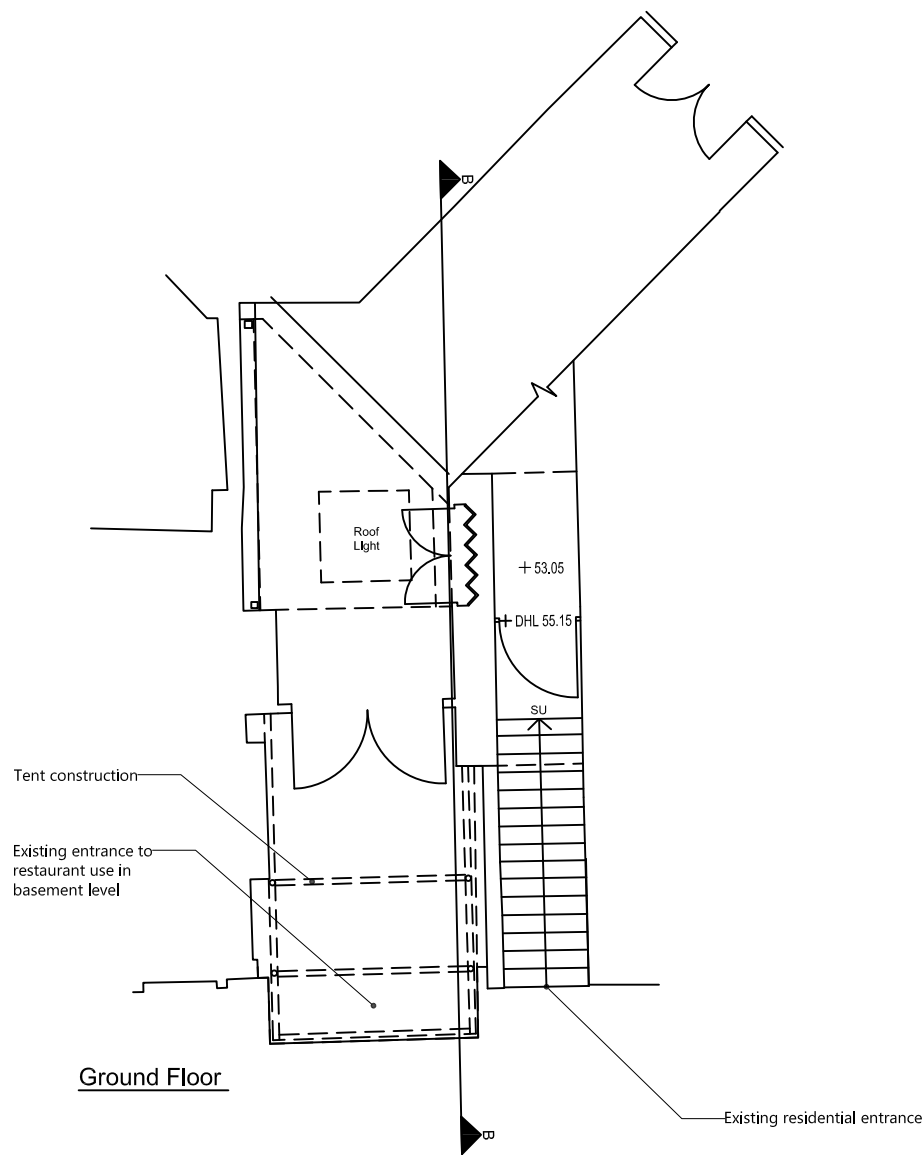 B
Roof
Light
+ 53.05
+ DHL 55.15
SU
Tent construction
Existing entrance to
restaurant use in
basement level
Ground Floor
Existing residential entrance
B